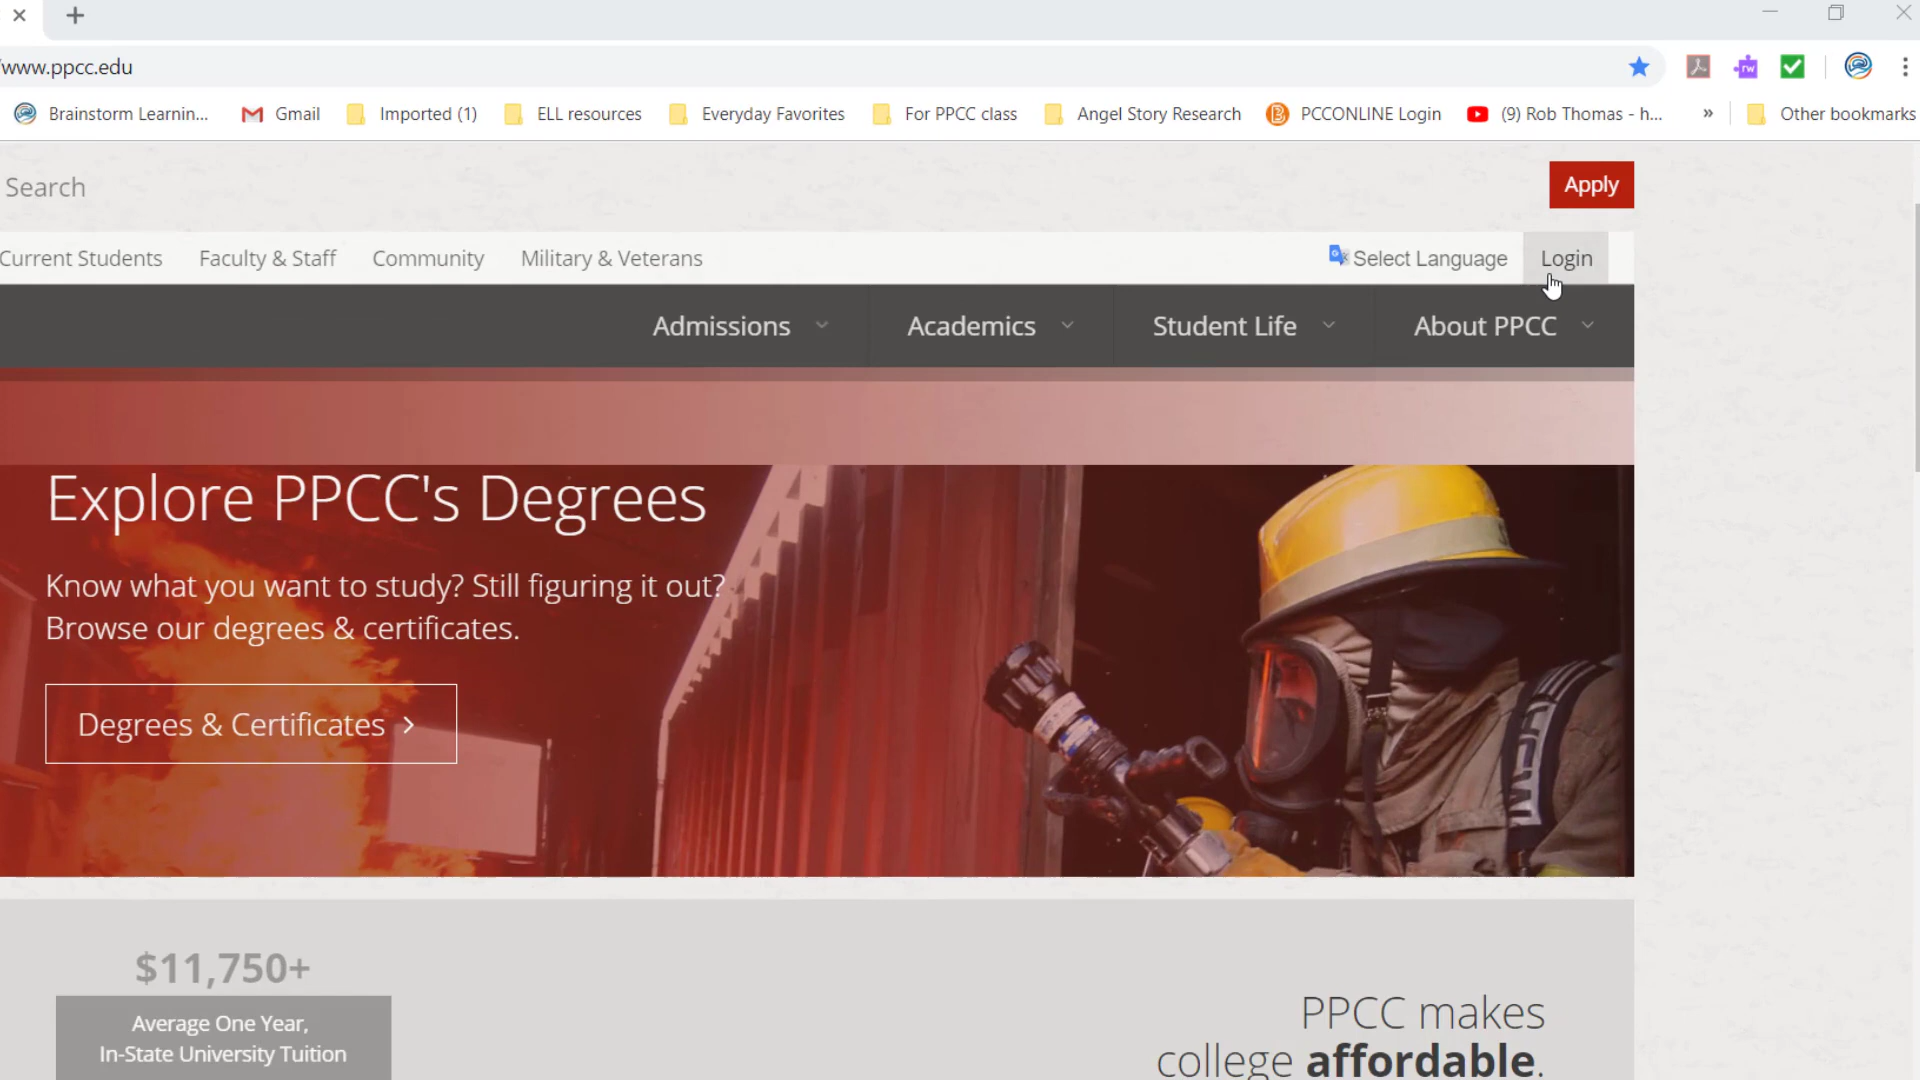 www.ppcc.edu
Brainstorm Learnin... Gmail Imported (1) ELL resources Everyday Favorites For PPCC class Angel Story Research PCCONLINE Login (9) Rob Thomas - h... » Other bookmarks
Search
Apply
Current Students Faculty & Staff Community Military & Veterans Select Language Login
Admissions Academics Student Life About PPCC
Explore PPCC's Degrees
Know what you want to study? Still figuring it out?
Browse our degrees & certificates.
Degrees & Certificates >
$11,750+
Average One Year,
In-State University Tuition
PPCC makes
college affordable.